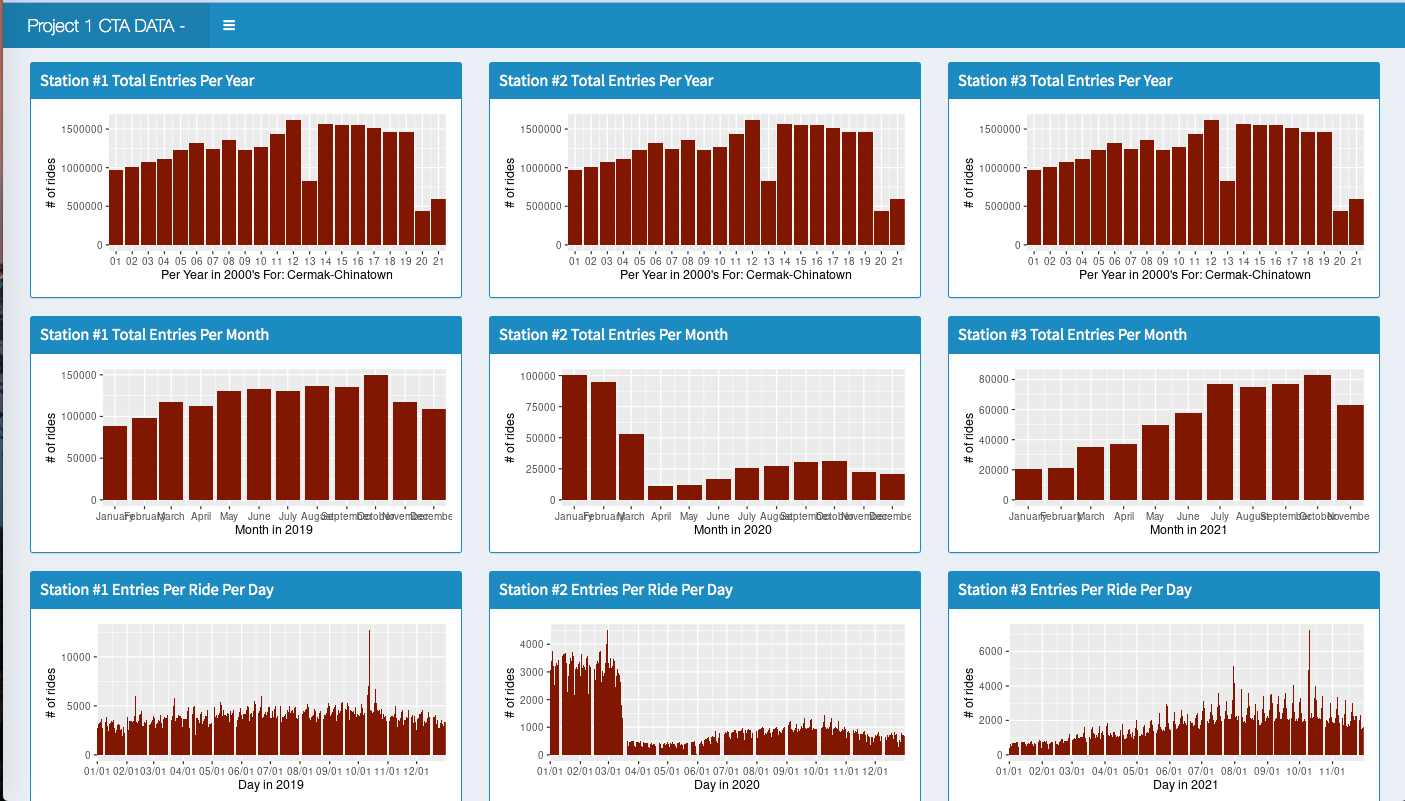 Project 1 CTA DATA -
Station #1 Total Entries Per Year
Station #2 Total Entries Per Year
Station #3 Total Entries Per Year
# of rides
1500000
1000000
500000
0
01 02 03 04 05 06 07 08 09 10 11 12 13 14 15 16 17 18 19 20 21
Per Year in 2000's For: Cermak-Chinatown
# of rides
1500000
1000000
500000
0
01 02 03 04 05 06 07 08 09 10 11 12 13 14 15 16 17 18 19 20 21
Per Year in 2000's For: Cermak-Chinatown
# of rides
1500000
1000000
500000
0
01 02 03 04 05 06 07 08 09 10 11 12 13 14 15 16 17 18 19 20 21
Per Year in 2000's For: Cermak-Chinatown
Station #1 Total Entries Per Month
Station #2 Total Entries Per Month
Station #3 Total Entries Per Month
# of rides
150000
100000
50000
0
January February March April May June July August September October November Decembe
Month in 2019
# of rides
100000
75000
50000
25000
0
January February March April May June July August September October November Decembe
Month in 2020
# of rides
80000
60000
40000
20000
0
January February March April May June July August September October Novembe
Month in 2021
Station #1 Entries Per Ride Per Day
Station #2 Entries Per Ride Per Day
Station #3 Entries Per Ride Per Day
# of rides
10000
5000
0
01/01 02/01 03/01 04/01 05/01 06/01 07/01 08/01 09/01 10/01 11/01 12/01
Day in 2019
# of rides
4000
3000
2000
1000
0
01/01 02/01 03/01 04/01 05/01 06/01 07/01 08/01 09/01 10/01 11/01 12/01
Day in 2020
# of rides
6000
4000
2000
0
01/01 02/01 03/01 04/01 05/01 06/01 07/01 08/01 09/01 10/01 11/01
Day in 2021